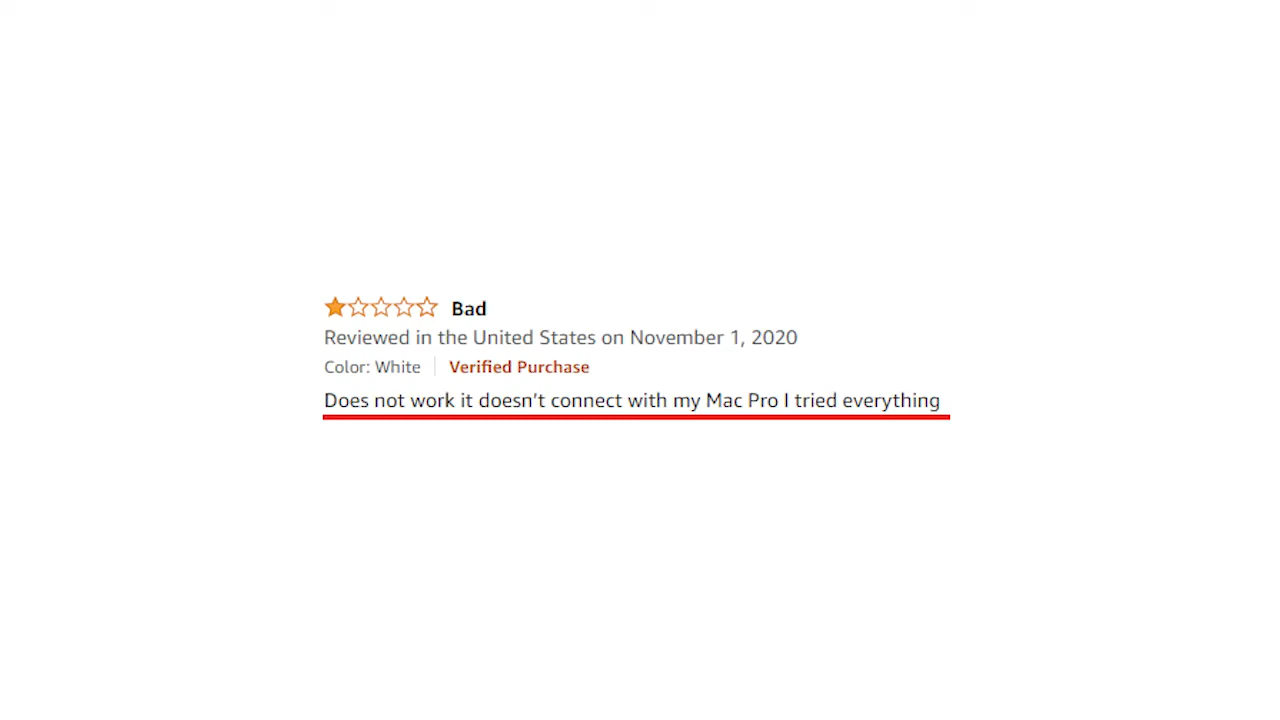 Bad
Reviewed in the United States on November 1, 2020
Color: White Verified Purchase
Does not work it doesn't connect with my Mac Pro I tried everything